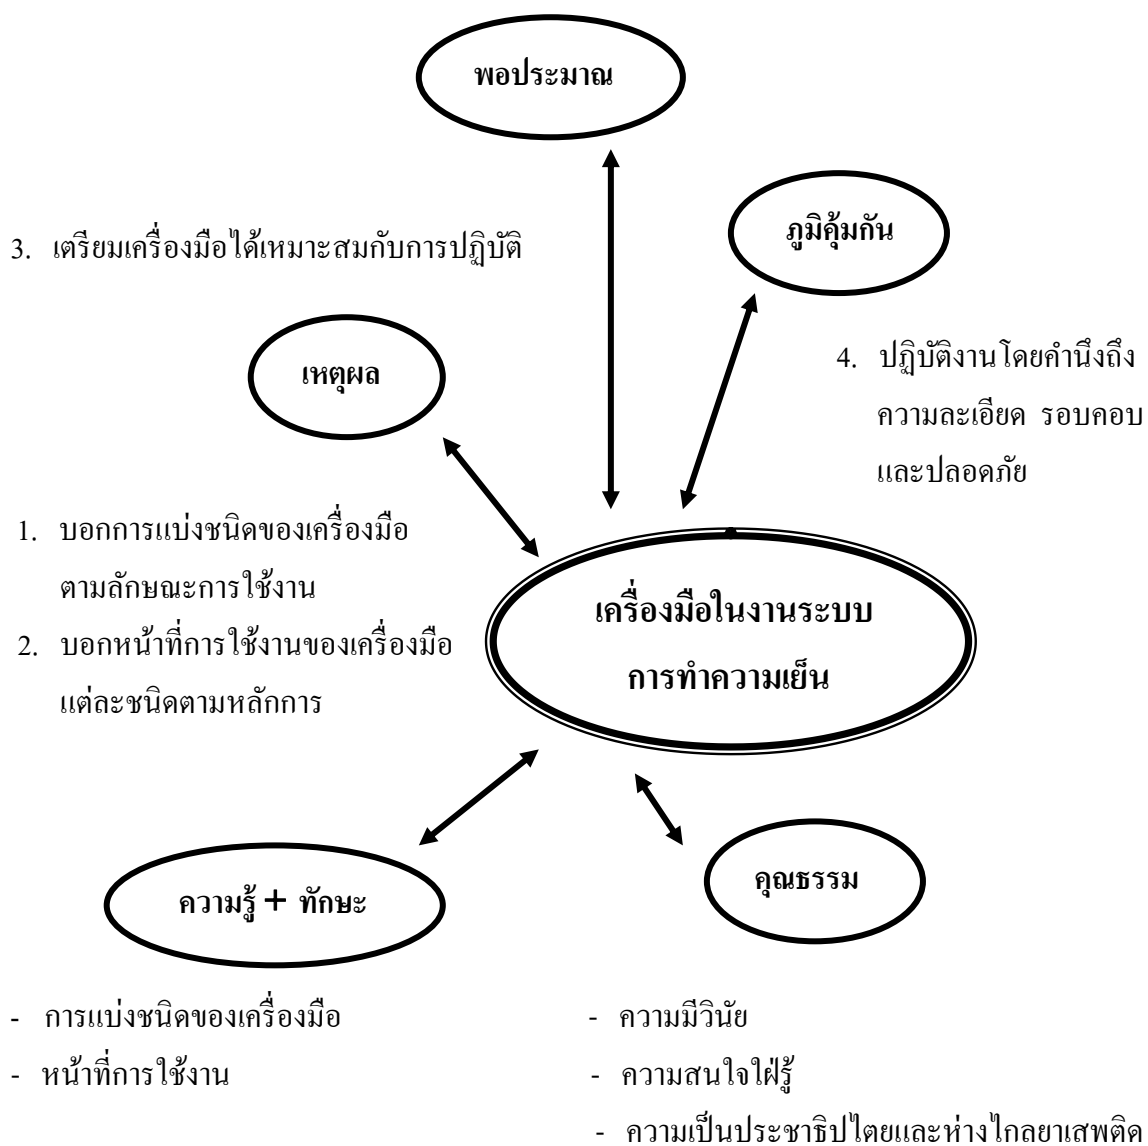 พอประมาณ
ภูมิคุ้มกัน
3. เตรียมเครื่องมือได้เหมาะสมกับการปฏิบัติ
เหตุผล
4. ปฏิบัติงานโดยคำนึงถึง
ความละเอียด รอบคอบ
และปลอดภัย
1. บอกการแบ่งชนิดของเครื่องมือ
ตามลักษณะการใช้งาน
2. บอกหน้าที่การใช้งานของเครื่องมือ
แต่ละชนิดตามหลักการ
เครื่องมือในงานระบบ
การทำความเย็น
ความรู้ + ทักษะ
คุณธรรม
- การแบ่งชนิดของเครื่องมือ
- หน้าที่การใช้งาน
- ความมีวินัย
- ความสนใจใฝ่รู้
- ความเป็นประชาธิปไตยและห่างไกลยาเสพติด